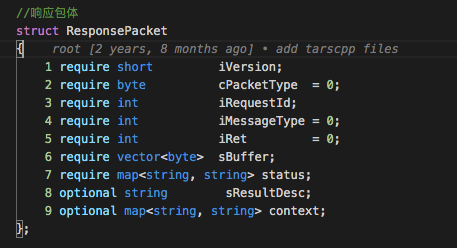 //响应包体
struct ResponsePacket
{ root [2 years, 8 months ago] • add tarscpp files
1 require short iVersion;
2 require byte cPacketType = 0;
3 require int iRequestId;
4 require int iMessageType = 0;
5 require int iRet = 0;
6 require vector<byte> sBuffer;
7 require map<string, string> status;
8 optional string sResultDesc;
9 optional map<string, string> context;
};